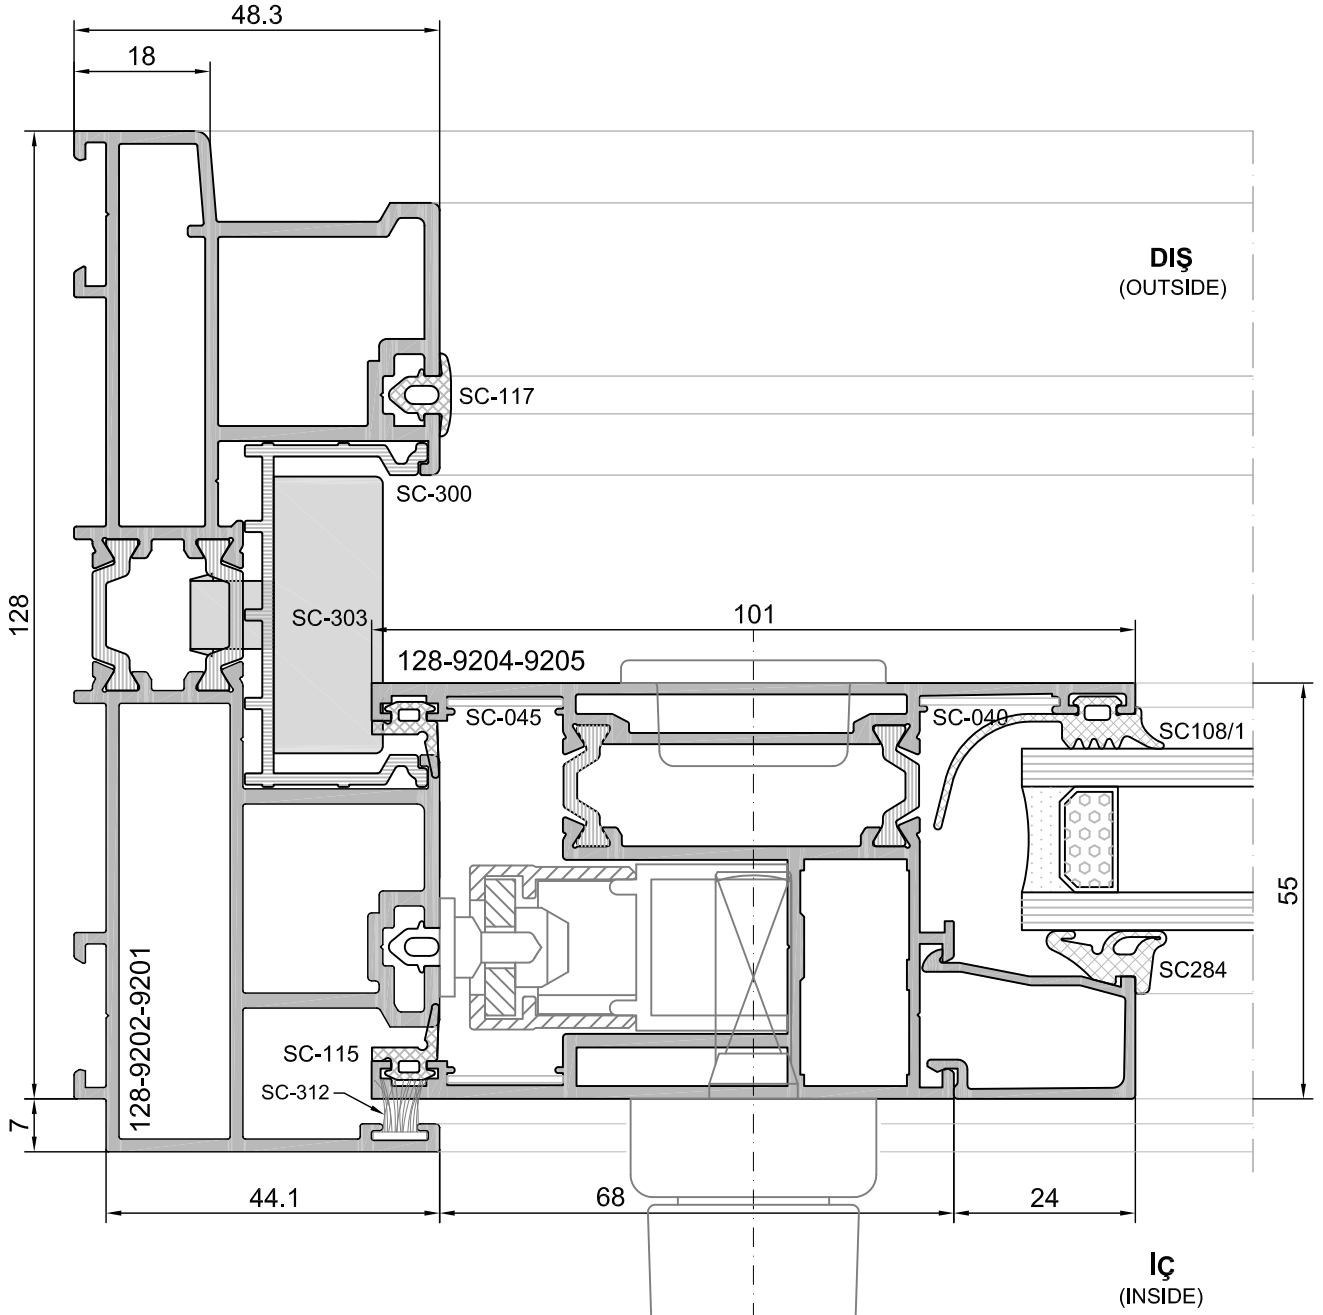 48.3
18
DIŞ
(OUTSIDE)
SC-117
SC-300
128
SC-303
101
128-9204-9205
SC-045
SC-040
SC108/1
55
128-9202-9201
SC284
SC-115
SC-312
7
44.1
68
24
İÇ
(INSIDE)